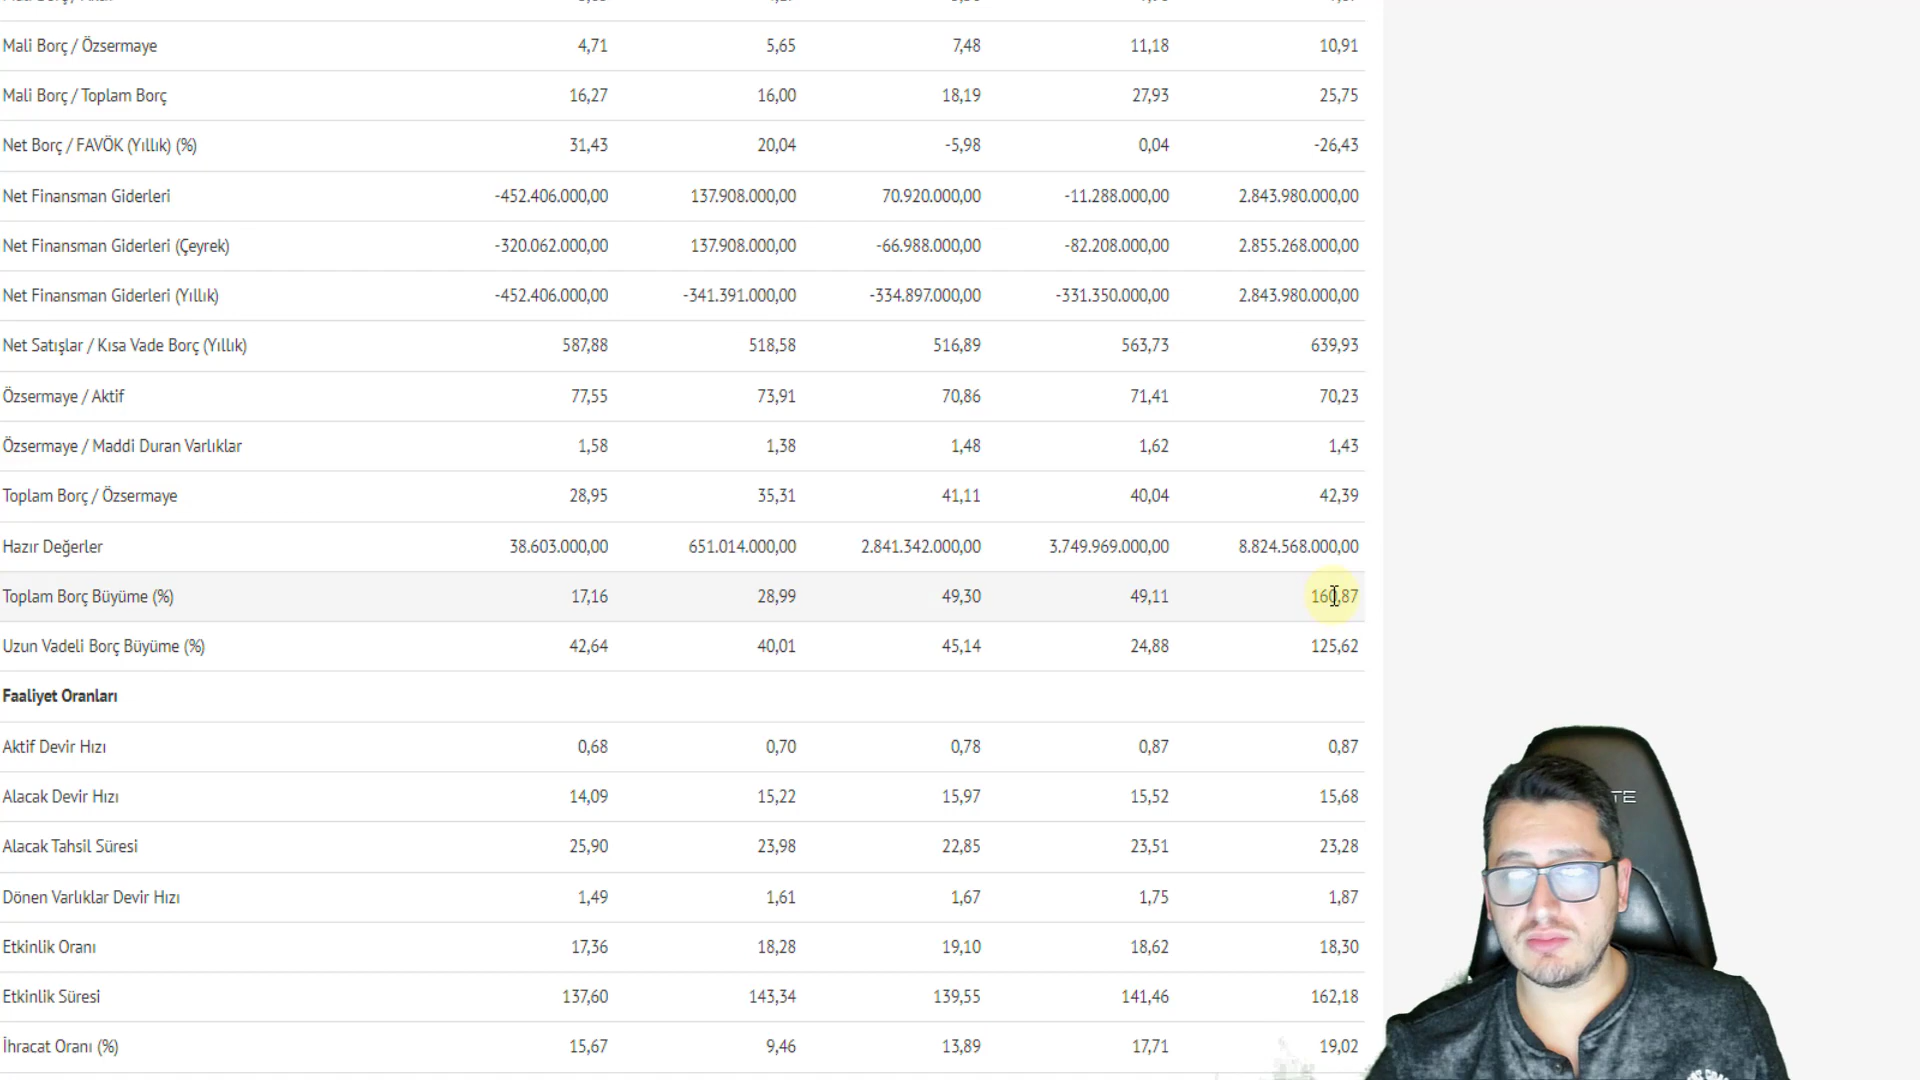 Mali Borç / Özsermaye 4,71 5,65 7,48 11,18 10,91
Mali Borç / Toplam Borç 16,27 16,00 18,19 27,93 25,75
Net Borç / FAVÖK (Yıllık) (%) 31,43 20,04 -5,98 0,04 -26,43
Net Finansman Giderleri -452.406.000,00 137.908.000,00 70.920.000,00 -11.288.000,00 2.843.980.000,00
Net Finansman Giderleri (Çeyrek) -320.062.000,00 137.908.000,00 -66.988.000,00 -82.208.000,00 2.855.268.000,00
Net Finansman Giderleri (Yıllık) -452.406.000,00 -341.391.000,00 -334.897.000,00 -331.350.000,00 2.843.980.000,00
Net Satışlar / Kısa Vade Borç (Yıllık) 587,88 518,58 516,89 563,73 639,93
Özsermaye / Aktif 77,55 73,91 70,86 71,41 70,23
Özsermaye / Maddi Duran Varlıklar 1,58 1,38 1,48 1,62 1,43
Toplam Borç / Özsermaye 28,95 35,31 41,11 40,04 42,39
Hazır Değerler 38.603.000,00 651.014.000,00 2.841.342.000,00 3.749.969.000,00 8.824.568.000,00
Toplam Borç Büyüme (%) 17,16 28,99 49,30 49,11 160,87
Uzun Vadeli Borç Büyüme (%) 42,64 40,01 45,14 24,88 125,62
Faaliyet Oranları
Aktif Devir Hızı 0,68 0,70 0,78 0,87 0,87
Alacak Devir Hızı 14,09 15,22 15,97 15,52 15,68
Alacak Tahsil Süresi 25,90 23,98 22,85 23,51 23,28
Dönen Varlıklar Devir Hızı 1,49 1,61 1,67 1,75 1,87
Etkinlik Oranı 17,36 18,28 19,10 18,62 18,30
Etkinlik Süresi 137,60 143,34 139,55 141,46 162,18
İhracat Oranı (%) 15,67 9,46 13,89 17,71 19,02